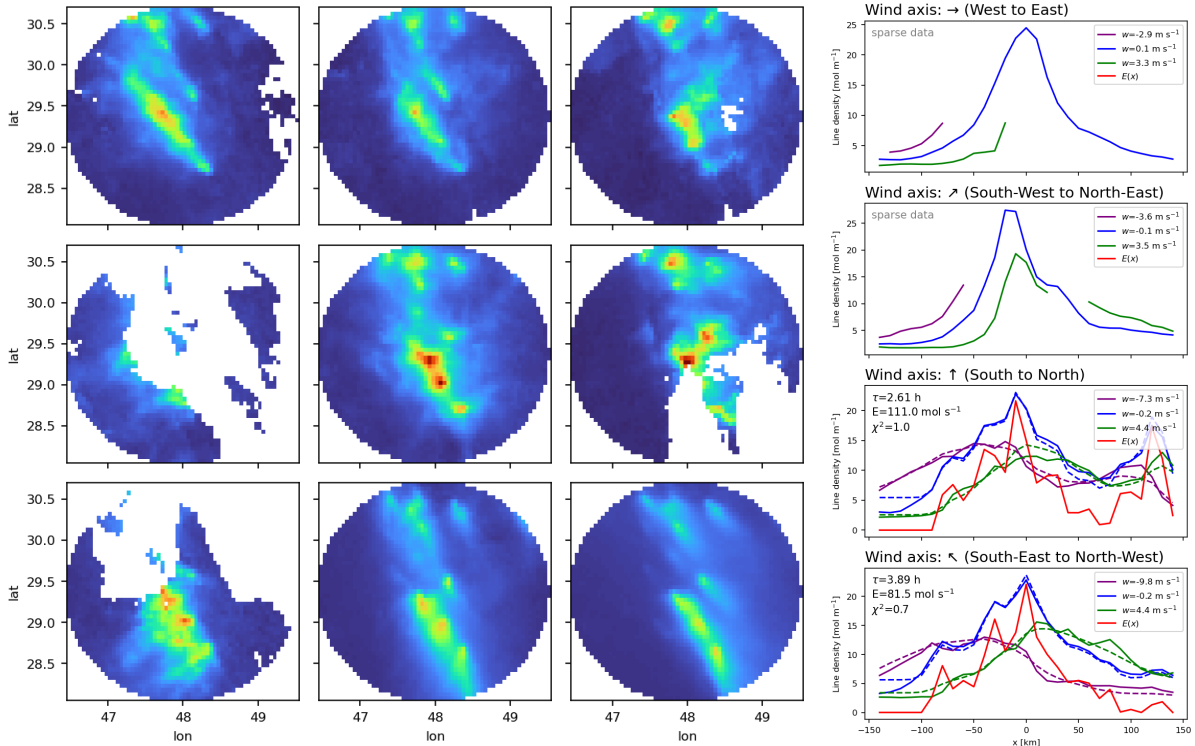 lat
30.5
30.0
29.5
29.0
28.5
lat
30.5
30.0
29.5
29.0
28.5
lat
30.5
30.0
29.5
29.0
28.5
47 48 49
lon
47 48 49
lon
47 48 49
lon
Wind axis: → (West to East)
sparse data
w=-2.9 m s⁻¹
w=0.1 m s⁻¹
w=3.3 m s⁻¹
E(x)
Line density [mol m⁻¹]
25
20
15
10
5
Wind axis: ↗ (South-West to North-East)
sparse data
w=-3.6 m s⁻¹
w=-0.1 m s⁻¹
w=3.5 m s⁻¹
E(x)
Line density [mol m⁻¹]
25
20
15
10
5
Wind axis: ↑ (South to North)
τ=2.61 h
E=111.0 mol s⁻¹
χ²=1.0
w=-7.3 m s⁻¹
w=-0.2 m s⁻¹
w=4.4 m s⁻¹
E(x)
Line density [mol m⁻¹]
20
15
10
5
0
Wind axis: ↖ (South-East to North-West)
τ=3.89 h
E=81.5 mol s⁻¹
χ²=0.7
w=-9.8 m s⁻¹
w=-0.2 m s⁻¹
w=4.4 m s⁻¹
E(x)
Line density [mol m⁻¹]
20
15
10
5
0
−150 −100 −50 0 50 100 150
x [km]